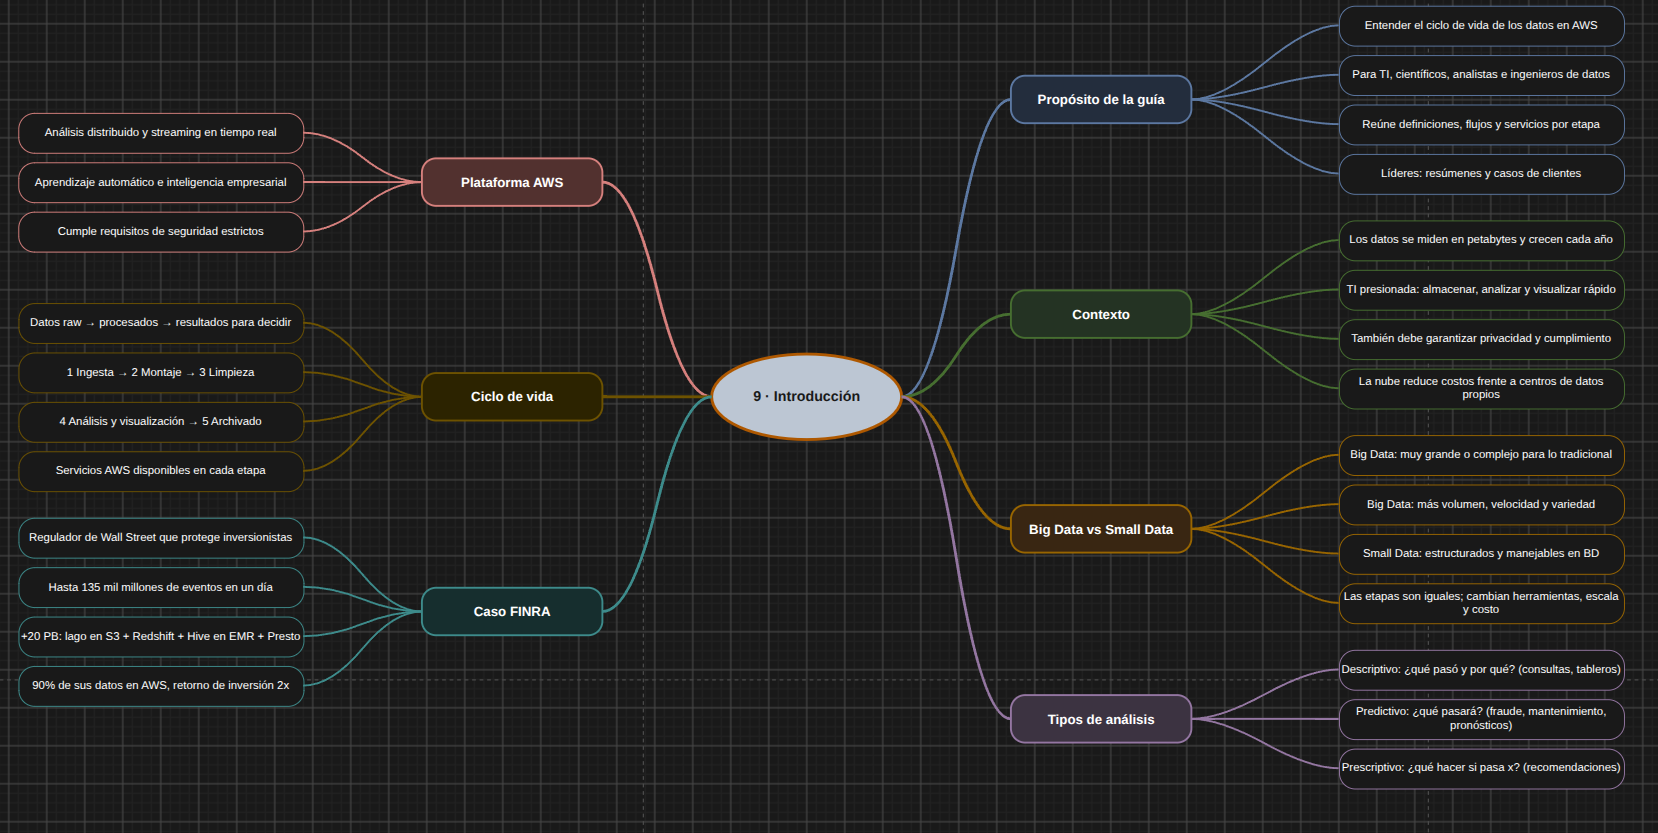 9 · Introducción
Propósito de la guía
Entender el ciclo de vida de los datos en AWS
Para TI, científicos, analistas e ingenieros de datos
Reúne definiciones, flujos y servicios por etapa
Líderes: resúmenes y casos de clientes
Contexto
Los datos se miden en petabytes y crecen cada año
TI presionada: almacenar, analizar y visualizar rápido
También debe garantizar privacidad y cumplimiento
La nube reduce costos frente a centros de datos
propios
Big Data vs Small Data
Big Data: muy grande o complejo para lo tradicional
Big Data: más volumen, velocidad y variedad
Small Data: estructurados y manejables en BD
Las etapas son iguales; cambian herramientas, escala
y costo
Tipos de análisis
Descriptivo: ¿qué pasó y por qué? (consultas, tableros)
Predictivo: ¿qué pasará? (fraude, mantenimiento,
pronósticos)
Prescriptivo: ¿qué hacer si pasa x? (recomendaciones)
Plataforma AWS
Análisis distribuido y streaming en tiempo real
Aprendizaje automático e inteligencia empresarial
Cumple requisitos de seguridad estrictos
Ciclo de vida
Datos raw → procesados → resultados para decidir
1 Ingesta → 2 Montaje → 3 Limpieza
4 Análisis y visualización → 5 Archivado
Servicios AWS disponibles en cada etapa
Caso FINRA
Regulador de Wall Street que protege inversionistas
Hasta 135 mil millones de eventos en un día
+20 PB: lago en S3 + Redshift + Hive en EMR + Presto
90% de sus datos en AWS, retorno de inversión 2x